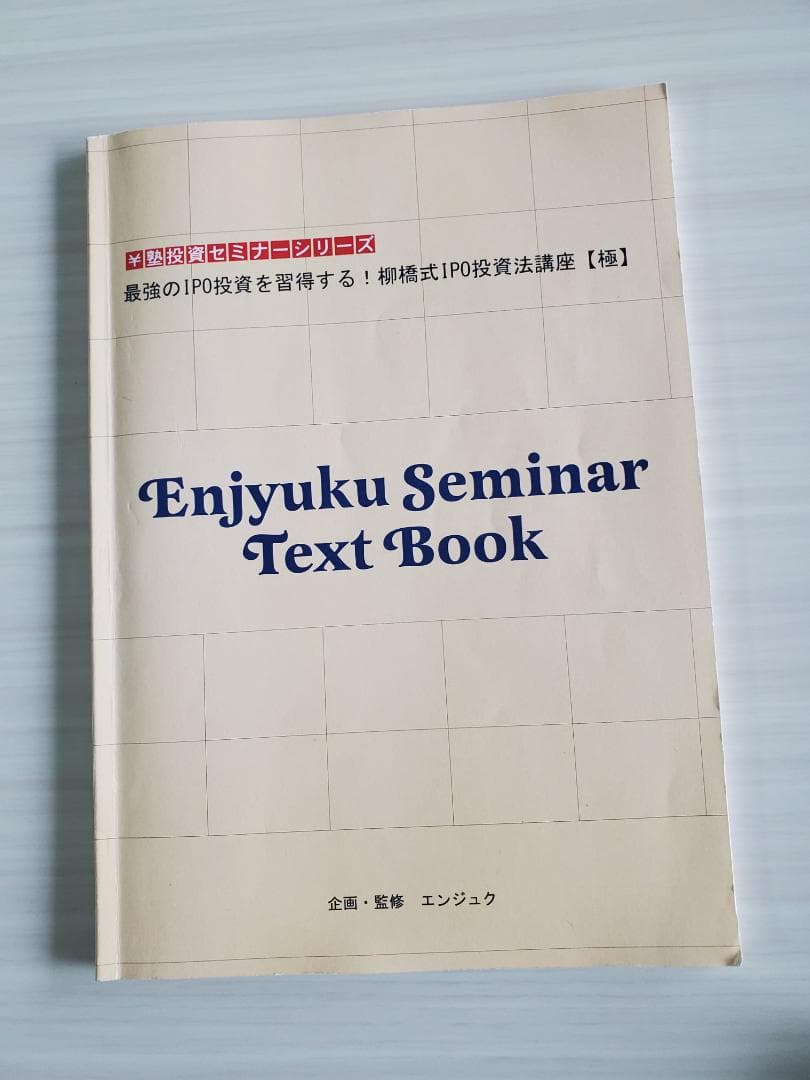 ¥塾投資セミナーシリーズ
最強のIPO投資を習得する！柳橋式IPO投資法講座【極】
Enjyuku Seminar
Text Book
企画・監修　エンジュク